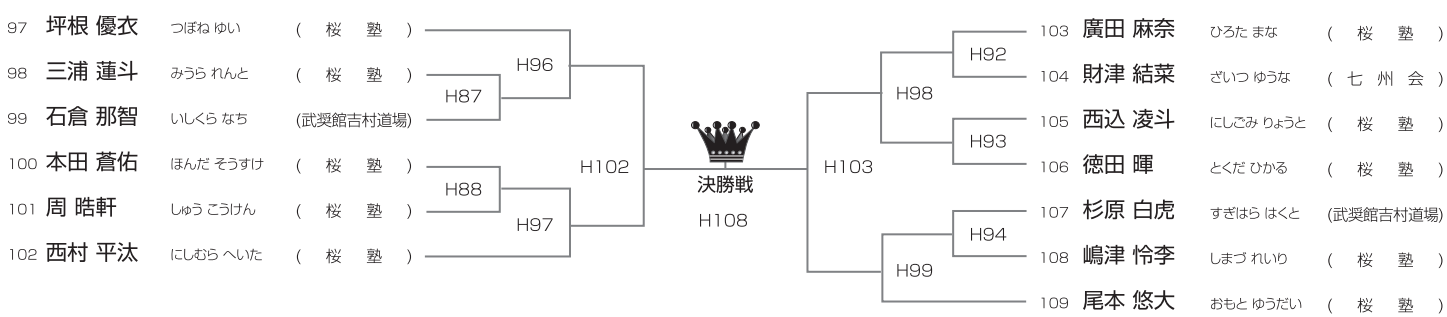 97 坪根 優衣 つぼね ゆい ( 桜 塾 )
98 三浦 蓮斗 みうら れんと ( 桜 塾 )
99 石倉 那智 いしくら なち (武奨館吉村道場)
100 本田 蒼佑 ほんだ そうすけ ( 桜 塾 )
101 周 晧軒 しゅう こうけん ( 桜 塾 )
102 西村 平汰 にしむら へいた ( 桜 塾 )
H96
H87
H88
H97
H102
決勝戦
H108
H103
H98
H92
H93
H94
H99
103 廣田 麻奈 ひろた まな ( 桜 塾 )
104 財津 結菜 ざいつ ゆうな ( 七 州 会 )
105 西込 凌斗 にしごみ りょうと ( 桜 塾 )
106 徳田 暉 とくだ ひかる ( 桜 塾 )
107 杉原 白虎 すぎはら はくと (武奨館吉村道場)
108 嶋津 怜李 しまづ れいり ( 桜 塾 )
109 尾本 悠大 おもと ゆうだい ( 桜 塾 )